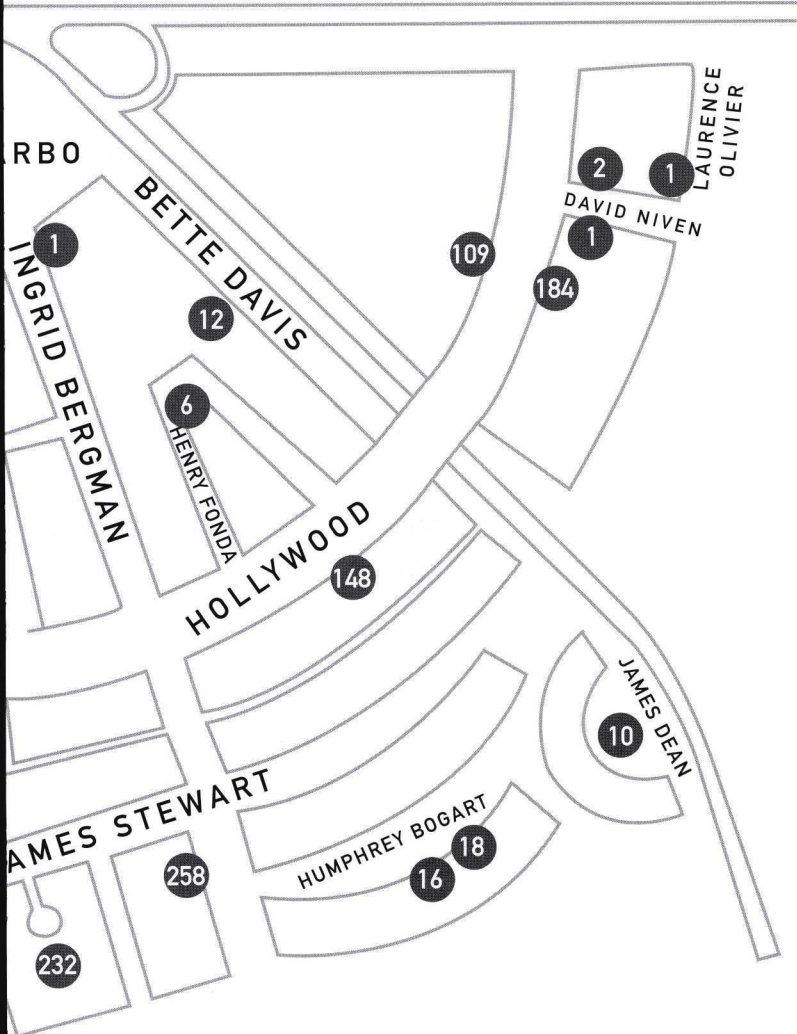 LAURENCE
OLIVIER
RBO
2
1
DAVID NIVEN
1
BETTE DAVIS
1
109
184
INGRID BERGMAN
12
6
HENRY FONDA
HOLLYWOOD
148
JAMES DEAN
10
AMES STEWART
HUMPHREY BOGART
18
16
258
232